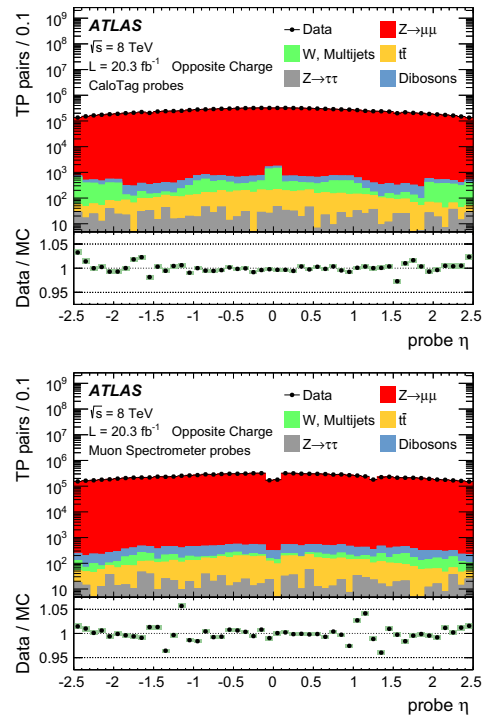 ATLAS
√s = 8 TeV
L = 20.3 fb⁻¹ Opposite Charge
CaloTag probes
Data
Z→μμ
W, Multijets
tt̄
Z→ττ
Dibosons
TP pairs / 0.1
10⁹
10⁸
10⁷
10⁶
10⁵
10⁴
10³
10²
10
Data / MC
1.05
1
0.95
-2.5 -2 -1.5 -1 -0.5 0 0.5 1 1.5 2 2.5
probe η
ATLAS
√s = 8 TeV
L = 20.3 fb⁻¹ Opposite Charge
Muon Spectrometer probes
Data
Z→μμ
W, Multijets
tt̄
Z→ττ
Dibosons
TP pairs / 0.1
10⁹
10⁸
10⁷
10⁶
10⁵
10⁴
10³
10²
10
Data / MC
1.05
1
0.95
-2.5 -2 -1.5 -1 -0.5 0 0.5 1 1.5 2 2.5
probe η